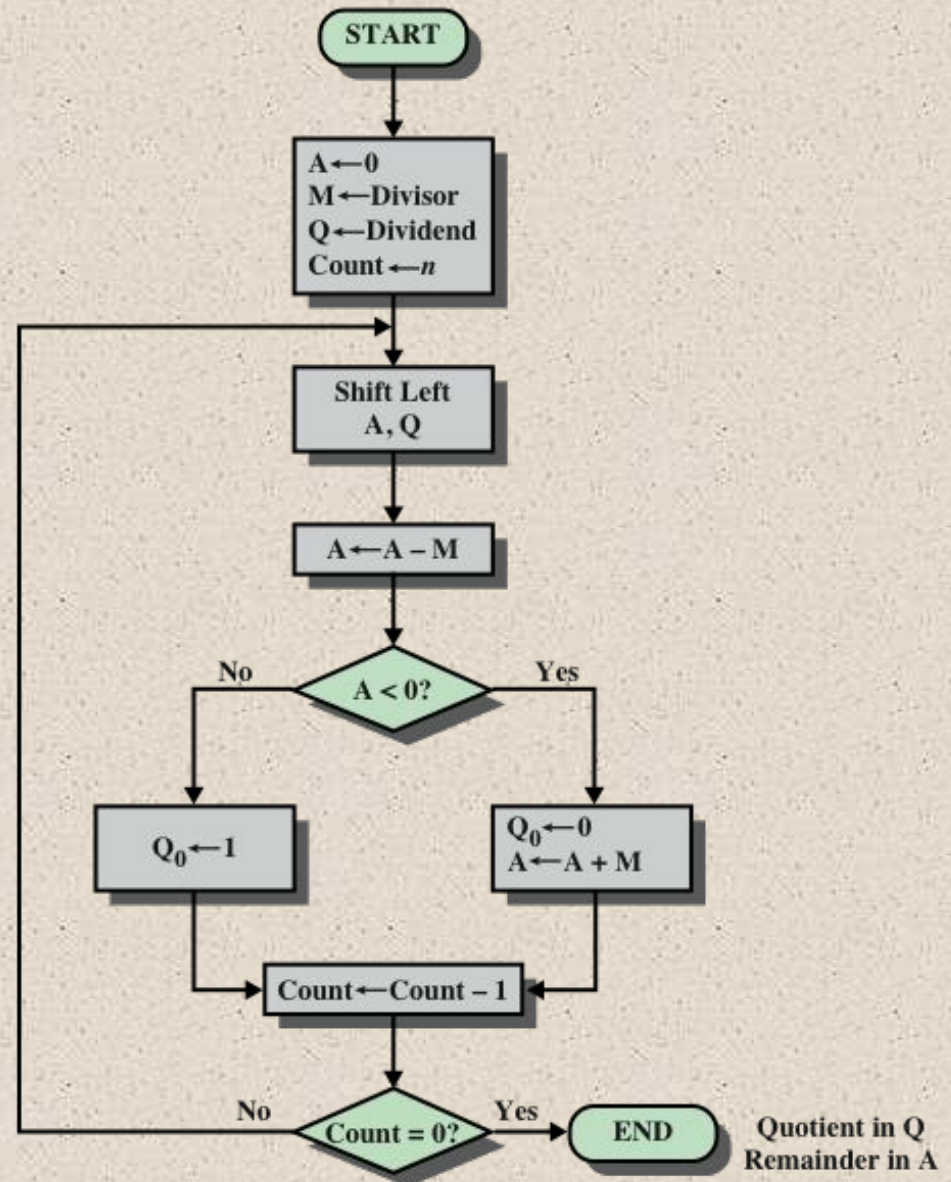 START
A←0
M←Divisor
Q←Dividend
Count←n
Shift Left
A, Q
A←A – M
No
Yes
A < 0?
Q₀←1
Q₀←0
A←A + M
Count←Count – 1
No
Yes
Count = 0?
END
Quotient in Q
Remainder in A